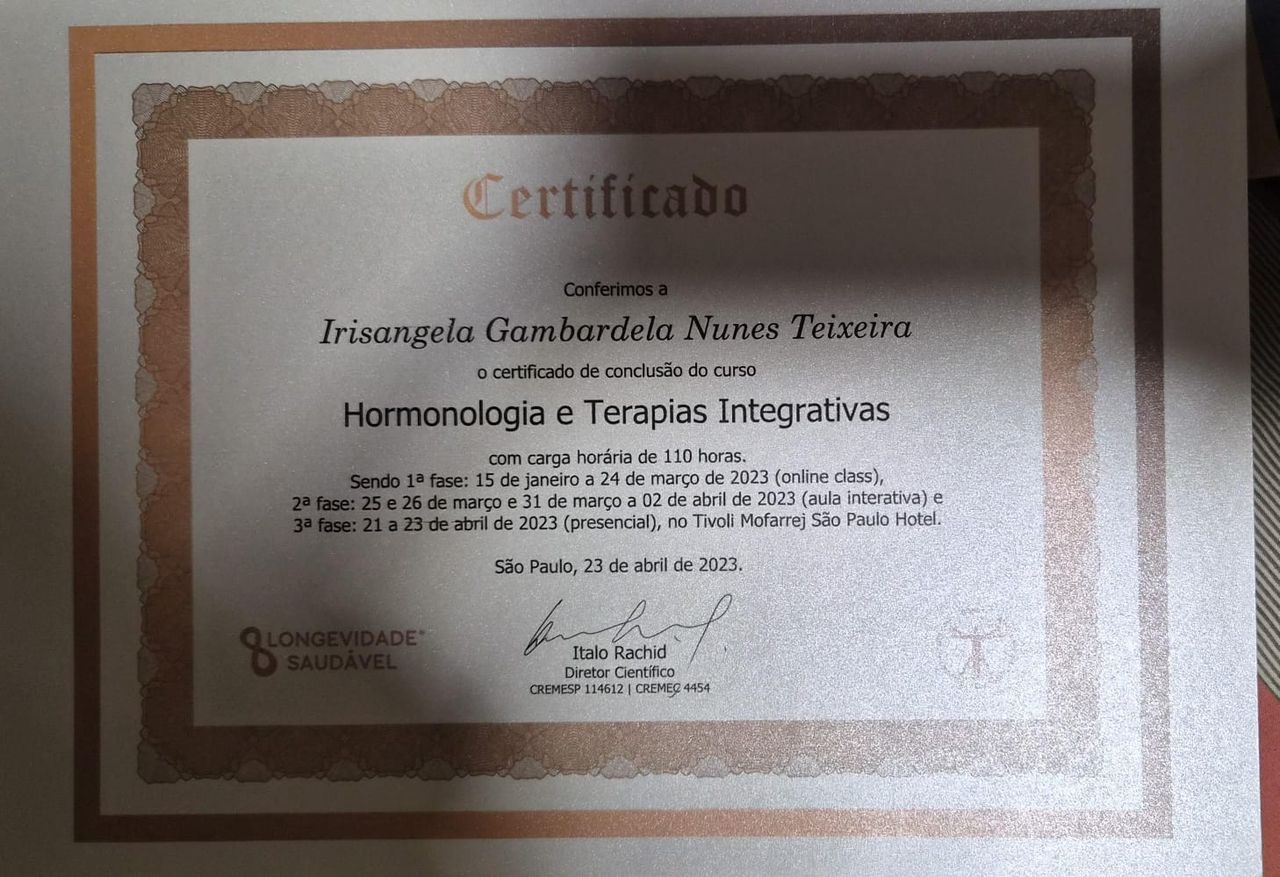 Certificado
Conferimos a
Irisangela Gambardela Nunes Teixeira
o certificado de conclusão do curso
Hormonologia e Terapias Integrativas
com carga horária de 110 horas.
Sendo 1ª fase: 15 de janeiro a 24 de março de 2023 (online class),
2ª fase: 25 e 26 de março e 31 de março a 02 de abril de 2023 (aula interativa) e
3ª fase: 21 a 23 de abril de 2023 (presencial), no Tivoli Mofarrej São Paulo Hotel.
São Paulo, 23 de abril de 2023.
LONGEVIDADE®
SAUDÁVEL
Italo Rachid
Diretor Científico
CREMESP 114612 | CREMEC 4454